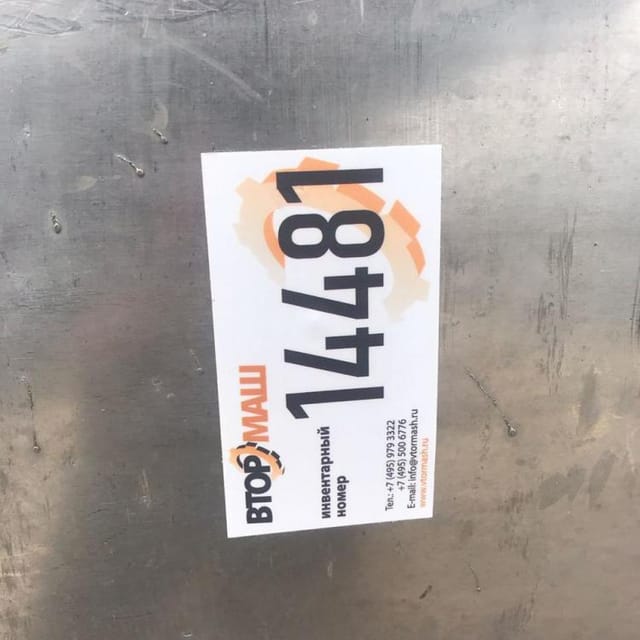 ВТОРМАШ
инвентарный
номер
14481
Тел.: +7 (495) 979 3322
+7 (495) 500 6776
E-mail: info@vtormash.ru
www.vtormash.ru